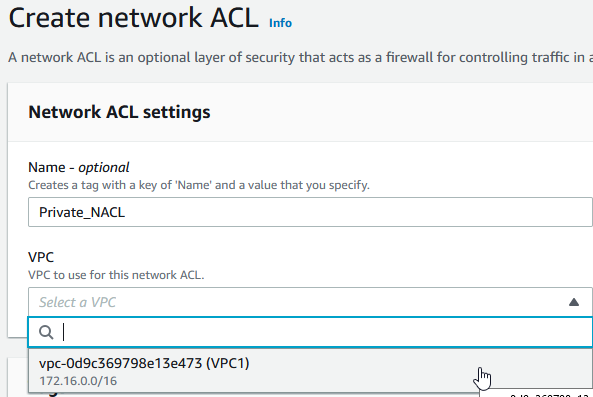 Create network ACL Info
A network ACL is an optional layer of security that acts as a firewall for controlling traffic in
Network ACL settings
Name - optional
Creates a tag with a key of 'Name' and a value that you specify.
Private_NACL
VPC
VPC to use for this network ACL.
Select a VPC
vpc-0d9c369798e13e473 (VPC1)
172.16.0.0/16